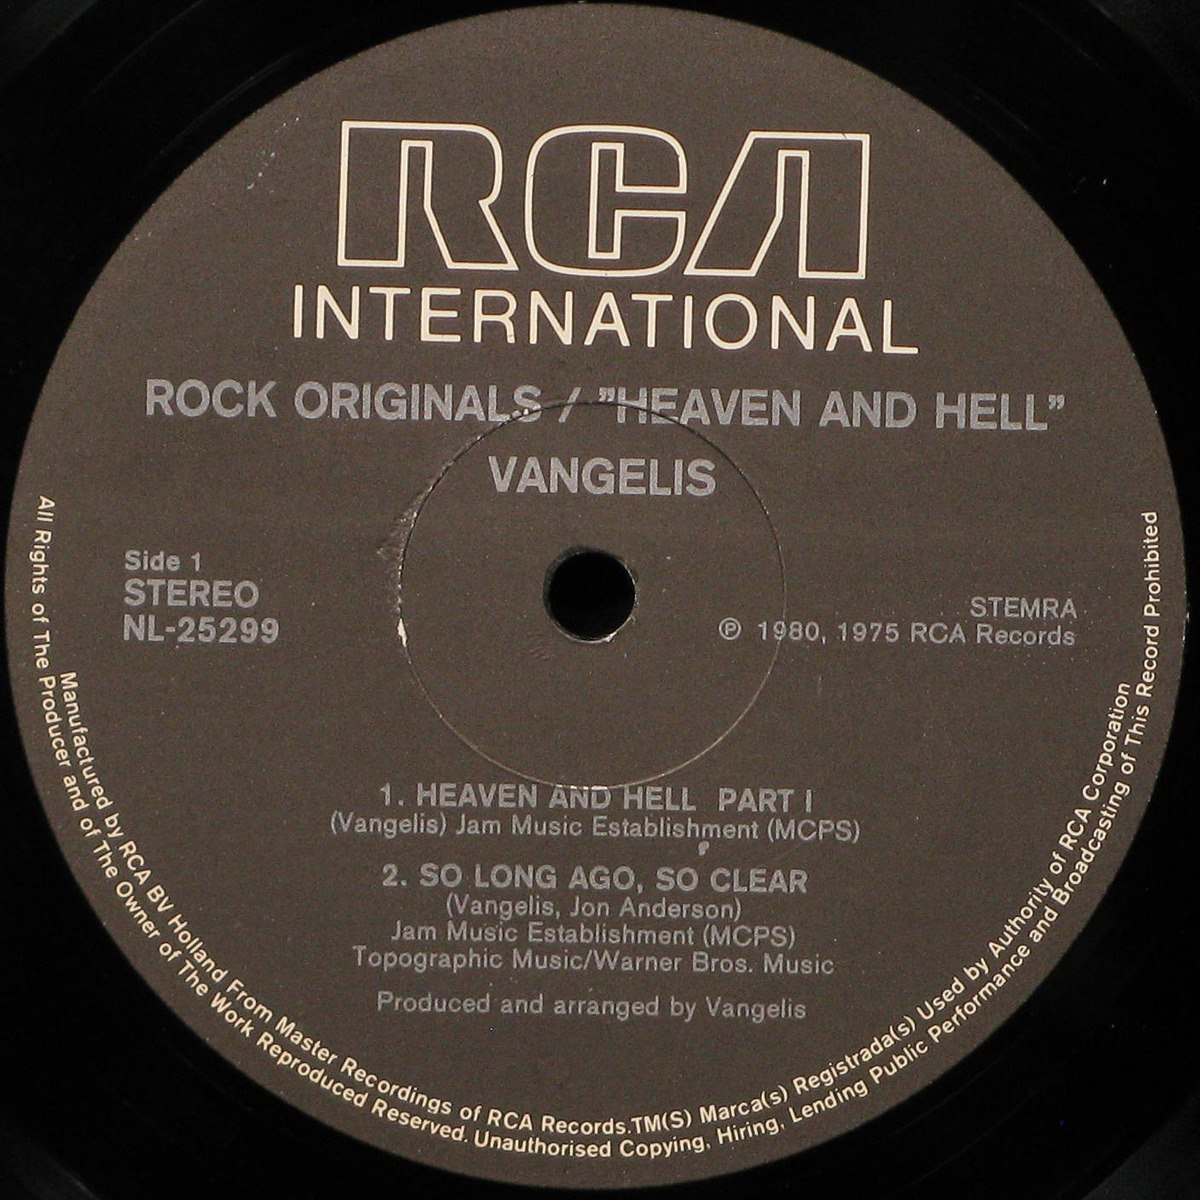 RCA
INTERNATIONAL
ROCK ORIGINALS / "HEAVEN AND HELL"
VANGELIS
Side 1
STEREO
NL-25299
STEMRA
℗ 1980, 1975 RCA Records
1. HEAVEN AND HELL PART I
(Vangelis) Jam Music Establishment (MCPS)
2. SO LONG AGO, SO CLEAR
(Vangelis, Jon Anderson)
Jam Music Establishment (MCPS)
Topographic Music/Warner Bros. Music
Produced and arranged by Vangelis
Manufactured by RCA BV Holland From Master Recordings of RCA Records.TM(S) Marca(s) Registrada(s) Used by Authority of RCA Corporation
All Rights of The Producer and of The Owner of The Work Reproduced Reserved. Unauthorised Copying, Hiring, Lending Public Performance and Broadcasting of This Record Prohibited